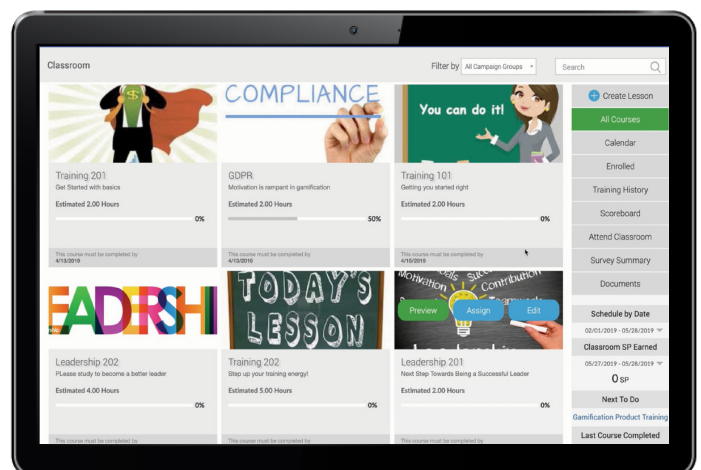 Classroom
Filter by All Campaign Groups
Search
COMPLIANCE
You can do it!
Training 201
Get Started with basics
Estimated 2.00 Hours
0%
This course must be completed by
4/13/2019
GDPR
Motivation is rampant in gamification
Estimated 2.00 Hours
50%
This course must be completed by
4/13/2019
Training 101
Getting you started right
Estimated 2.00 Hours
0%
This course must be completed by
4/15/2019
EADERSHI
TODAY'S
LESSON
Motivation
Contribution
Preview
Assign
Edit
Leadership 202
PLease study to become a better leader
Estimated 4.00 Hours
0%
This course must be completed by
Training 202
Step up your training energy!
Estimated 5.00 Hours
0%
This course must be completed by
Leadership 201
Next Step Towards Being a Successful Leader
Estimated 2.00 Hours
0%
This course must be completed by
Create Lesson
All Courses
Calendar
Enrolled
Training History
Scoreboard
Attend Classroom
Survey Summary
Documents
Schedule by Date
02/01/2019 - 05/28/2019
Classroom SP Earned
05/27/2019 - 05/28/2019
0 SP
Next To Do
Gamification Product Training
Last Course Completed